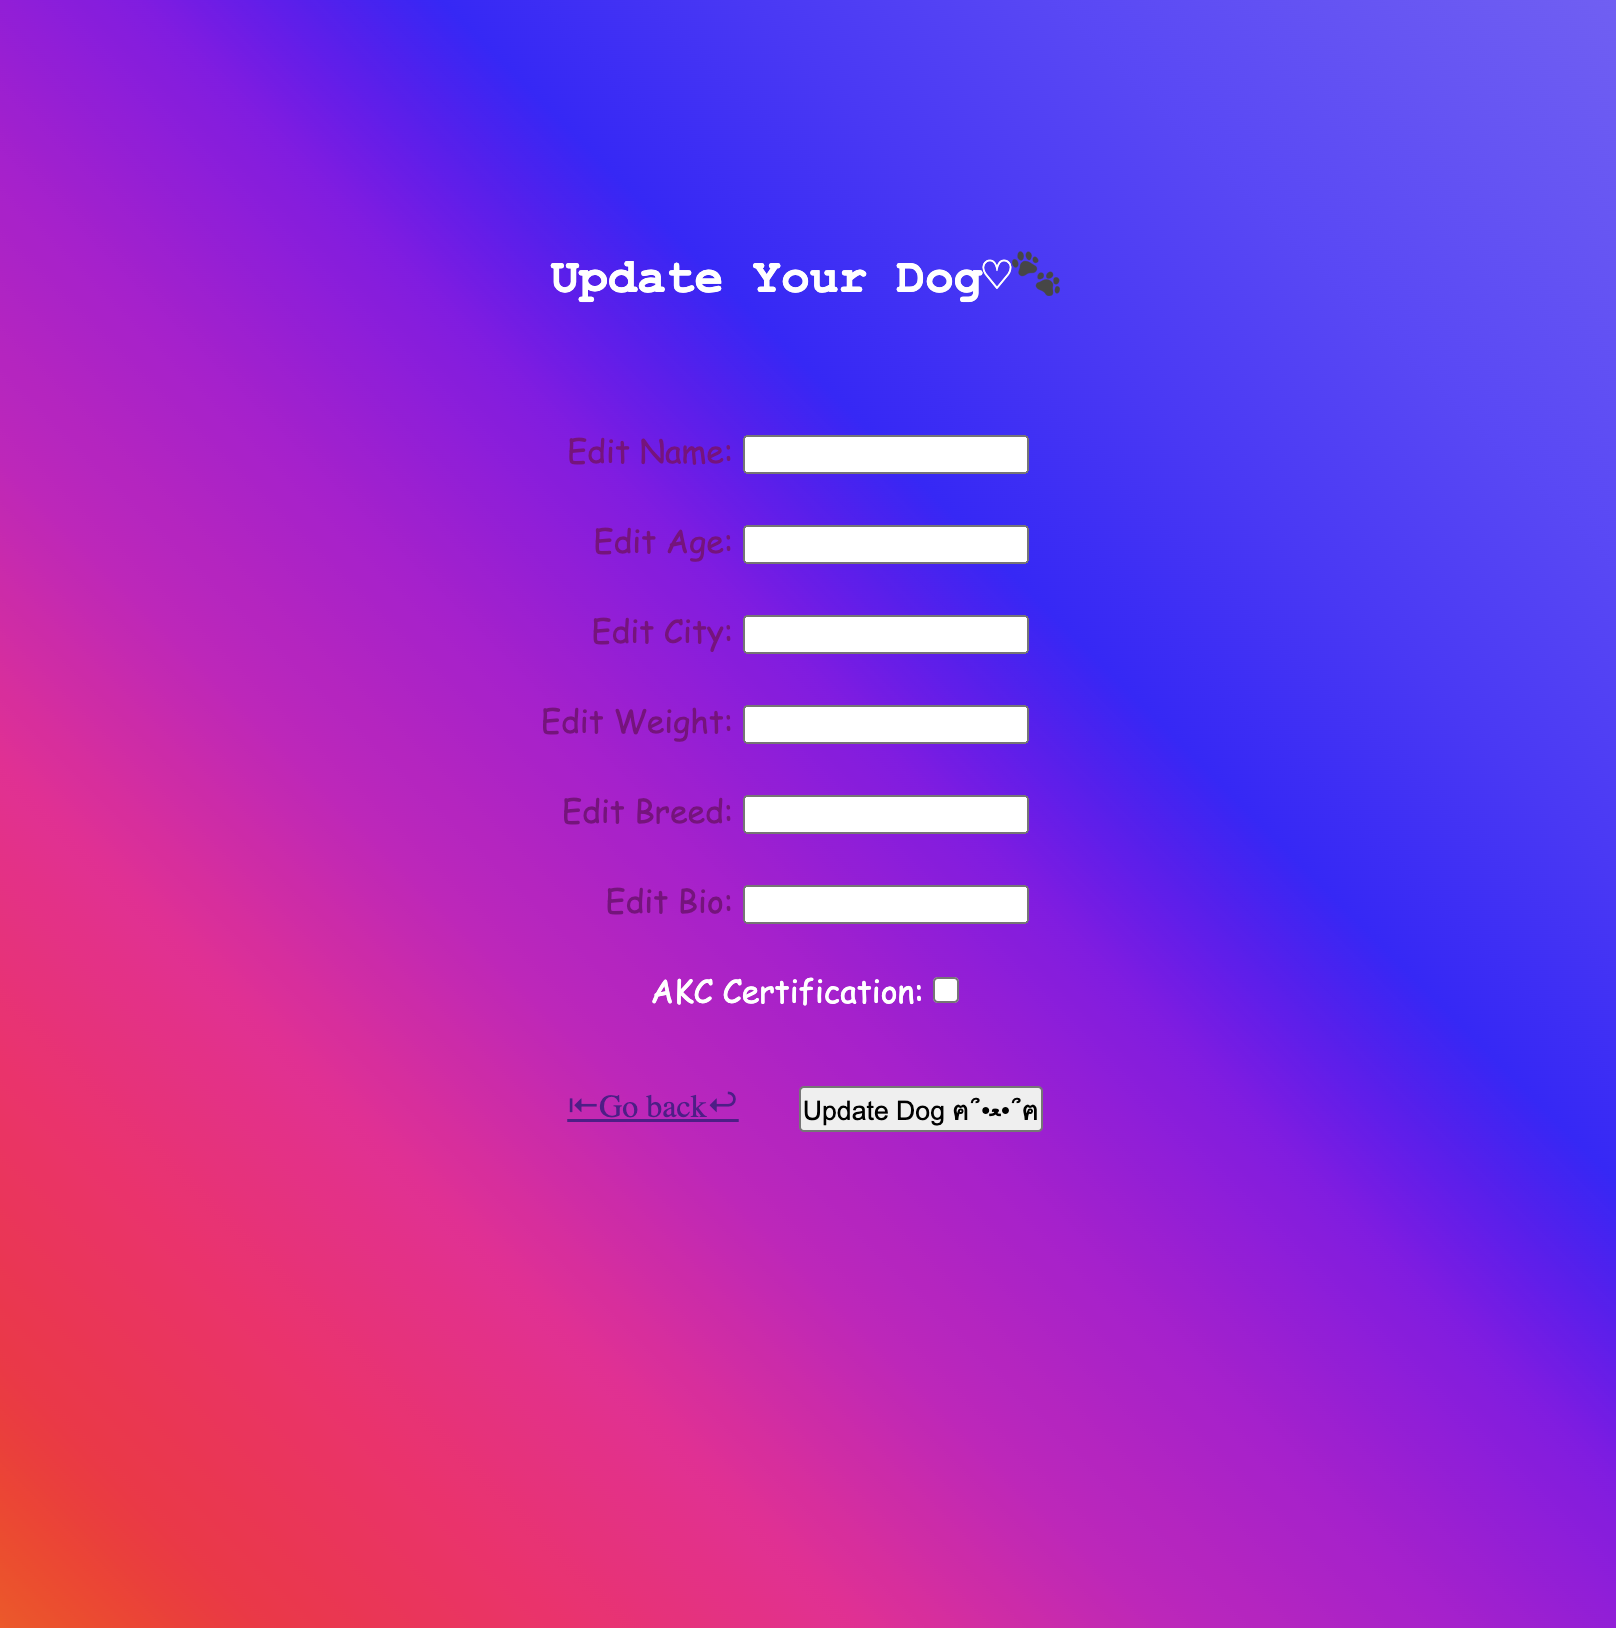 Update Your Dog♡🐾
Edit Name:
Edit Age:
Edit City:
Edit Weight:
Edit Breed:
Edit Bio:
AKC Certification:
⇤Go back↩
Update Dog ฅ՞•ﻌ•՞ฅ